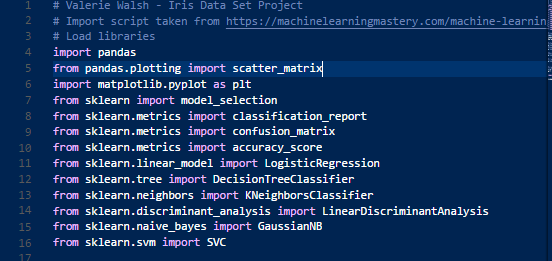 1 # Valerie Walsh - Iris Data Set Project
2 # Import script taken from https://machinelearningmastery.com/machine-learnin
3 # Load libraries
4 import pandas
5 from pandas.plotting import scatter_matrix
6 import matplotlib.pyplot as plt
7 from sklearn import model_selection
8 from sklearn.metrics import classification_report
9 from sklearn.metrics import confusion_matrix
10 from sklearn.metrics import accuracy_score
11 from sklearn.linear_model import LogisticRegression
12 from sklearn.tree import DecisionTreeClassifier
13 from sklearn.neighbors import KNeighborsClassifier
14 from sklearn.discriminant_analysis import LinearDiscriminantAnalysis
15 from sklearn.naive_bayes import GaussianNB
16 from sklearn.svm import SVC